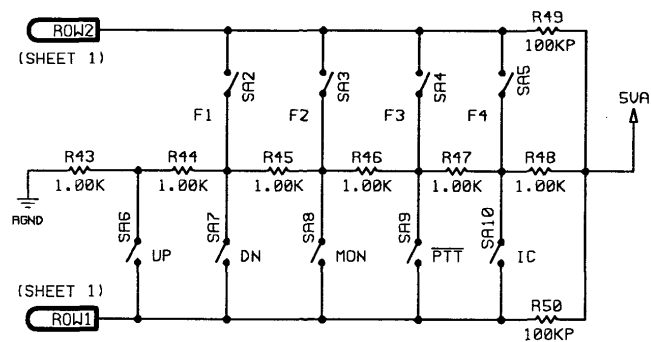 ROW2
R49
(SHEET 1)
100KP
SA2
SA3
SA4
SA5
F1
F2
F3
F4
5VA
R43
R44
R45
R46
R47
R48
1.00K
1.00K
1.00K
1.00K
1.00K
1.00K
AGND
SA6
SA7
SA8
SA9
SA10
UP
DN
MON
PTT
IC
(SHEET 1)
R50
ROW1
100KP